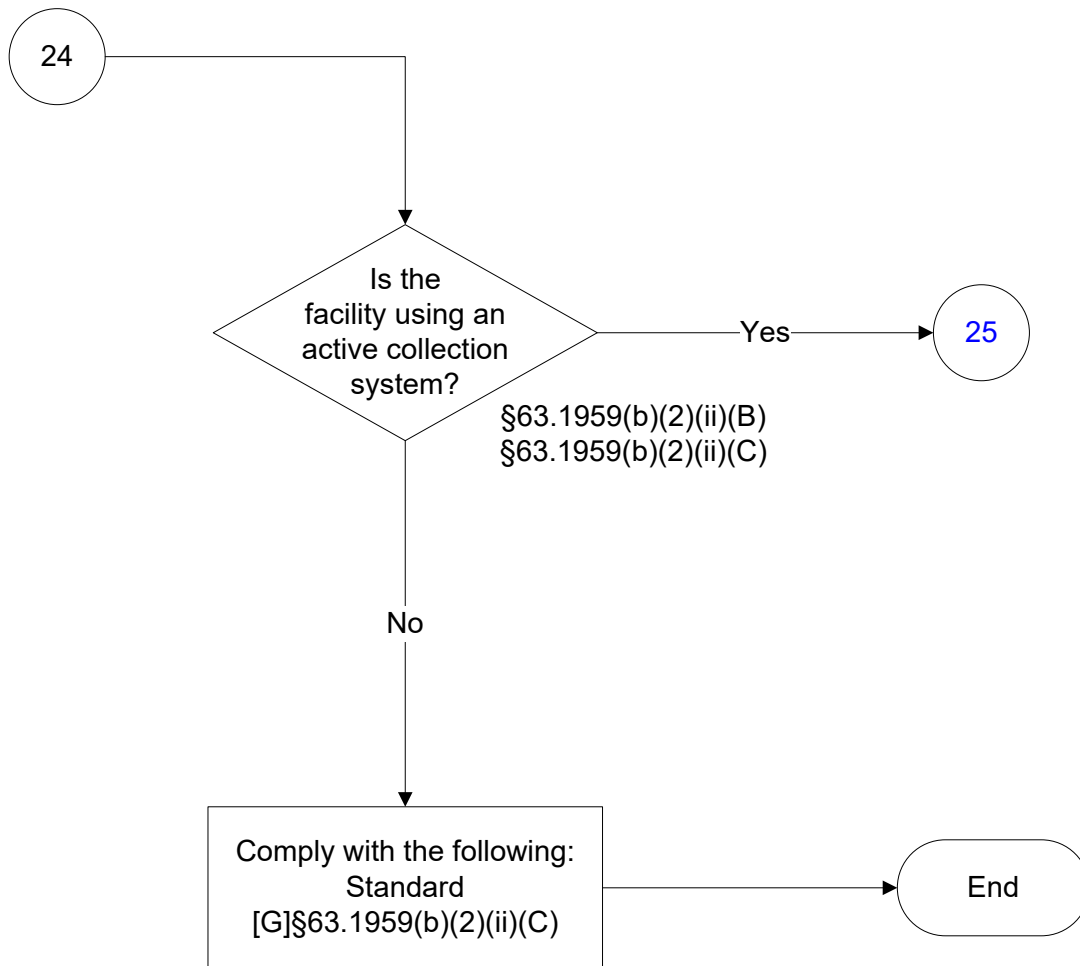 24
Is the
facility using an
active collection
system?
Yes
25
§63.1959(b)(2)(ii)(B)
§63.1959(b)(2)(ii)(C)
No
Comply with the following:
Standard
[G]§63.1959(b)(2)(ii)(C)
End